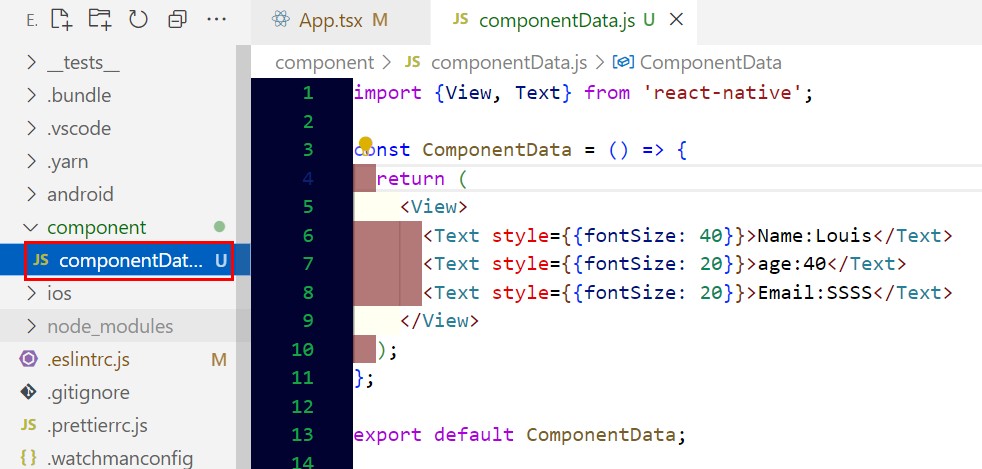 E.
App.tsx M
JS componentData.js U
__tests__
.bundle
.vscode
.yarn
android
component
JS componentDat... U
ios
node_modules
.eslintrc.js M
.gitignore
JS .prettierrc.js
{} .watchmanconfig
component > JS componentData.js > ComponentData
1 import {View, Text} from 'react-native';
2
3 const ComponentData = () => {
4 return (
5 <View>
6 <Text style={{fontSize: 40}}>Name:Louis</Text>
7 <Text style={{fontSize: 20}}>age:40</Text>
8 <Text style={{fontSize: 20}}>Email:SSSS</Text>
9 </View>
10 );
11 };
12
13 export default ComponentData;
14